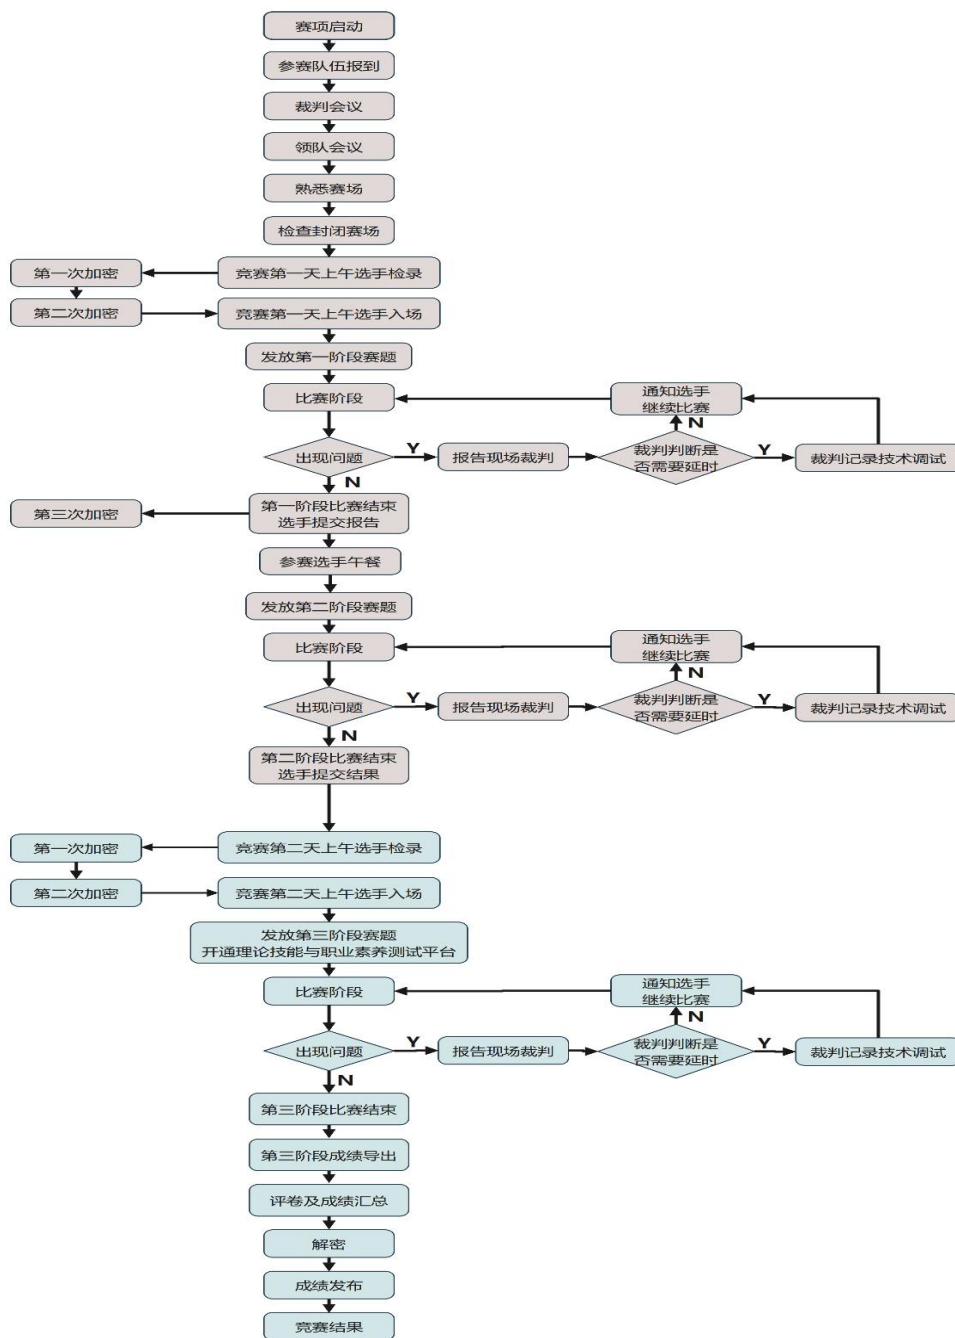 赛项启动
参赛队伍报到
裁判会议
领队会议
熟悉赛场
检查封闭赛场
第一次加密
竞赛第一天上午选手检录
第二次加密
竞赛第一天上午选手入场
发放第一阶段赛题
比赛阶段
通知选手
继续比赛
N
出现问题
Y
报告现场裁判
裁判判断是
否需要延时
Y
裁判记录技术调试
N
第三次加密
第一阶段比赛结束
选手提交报告
参赛选手午餐
发放第二阶段赛题
比赛阶段
通知选手
继续比赛
N
出现问题
Y
报告现场裁判
裁判判断是
否需要延时
Y
裁判记录技术调试
N
第二阶段比赛结束
选手提交结果
第一次加密
竞赛第二天上午选手检录
第二次加密
竞赛第二天上午选手入场
发放第三阶段赛题
开通理论技能与职业素养测试平台
比赛阶段
通知选手
继续比赛
N
出现问题
Y
报告现场裁判
裁判判断是
否需要延时
Y
裁判记录技术调试
N
第三阶段比赛结束
第三阶段成绩导出
评卷及成绩汇总
解密
成绩发布
竞赛结果